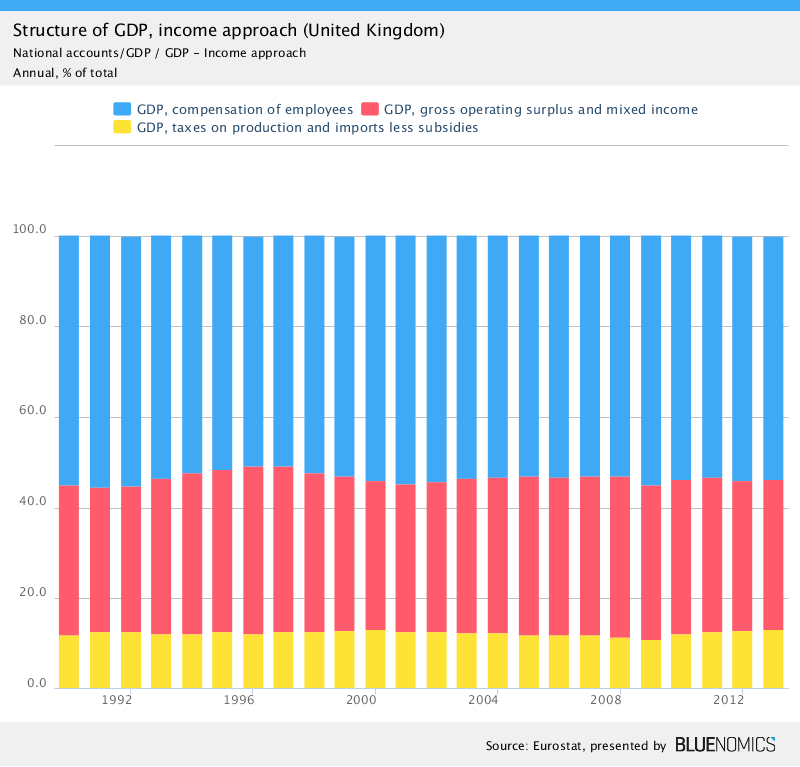 Structure of GDP, income approach (United Kingdom)
National accounts/GDP / GDP – Income approach
Annual, % of total
GDP, compensation of employees GDP, gross operating surplus and mixed income
GDP, taxes on production and imports less subsidies
100.0
80.0
60.0
40.0
20.0
0.0
1992 1996 2000 2004 2008 2012
Source: Eurostat, presented by BLUENOMICS